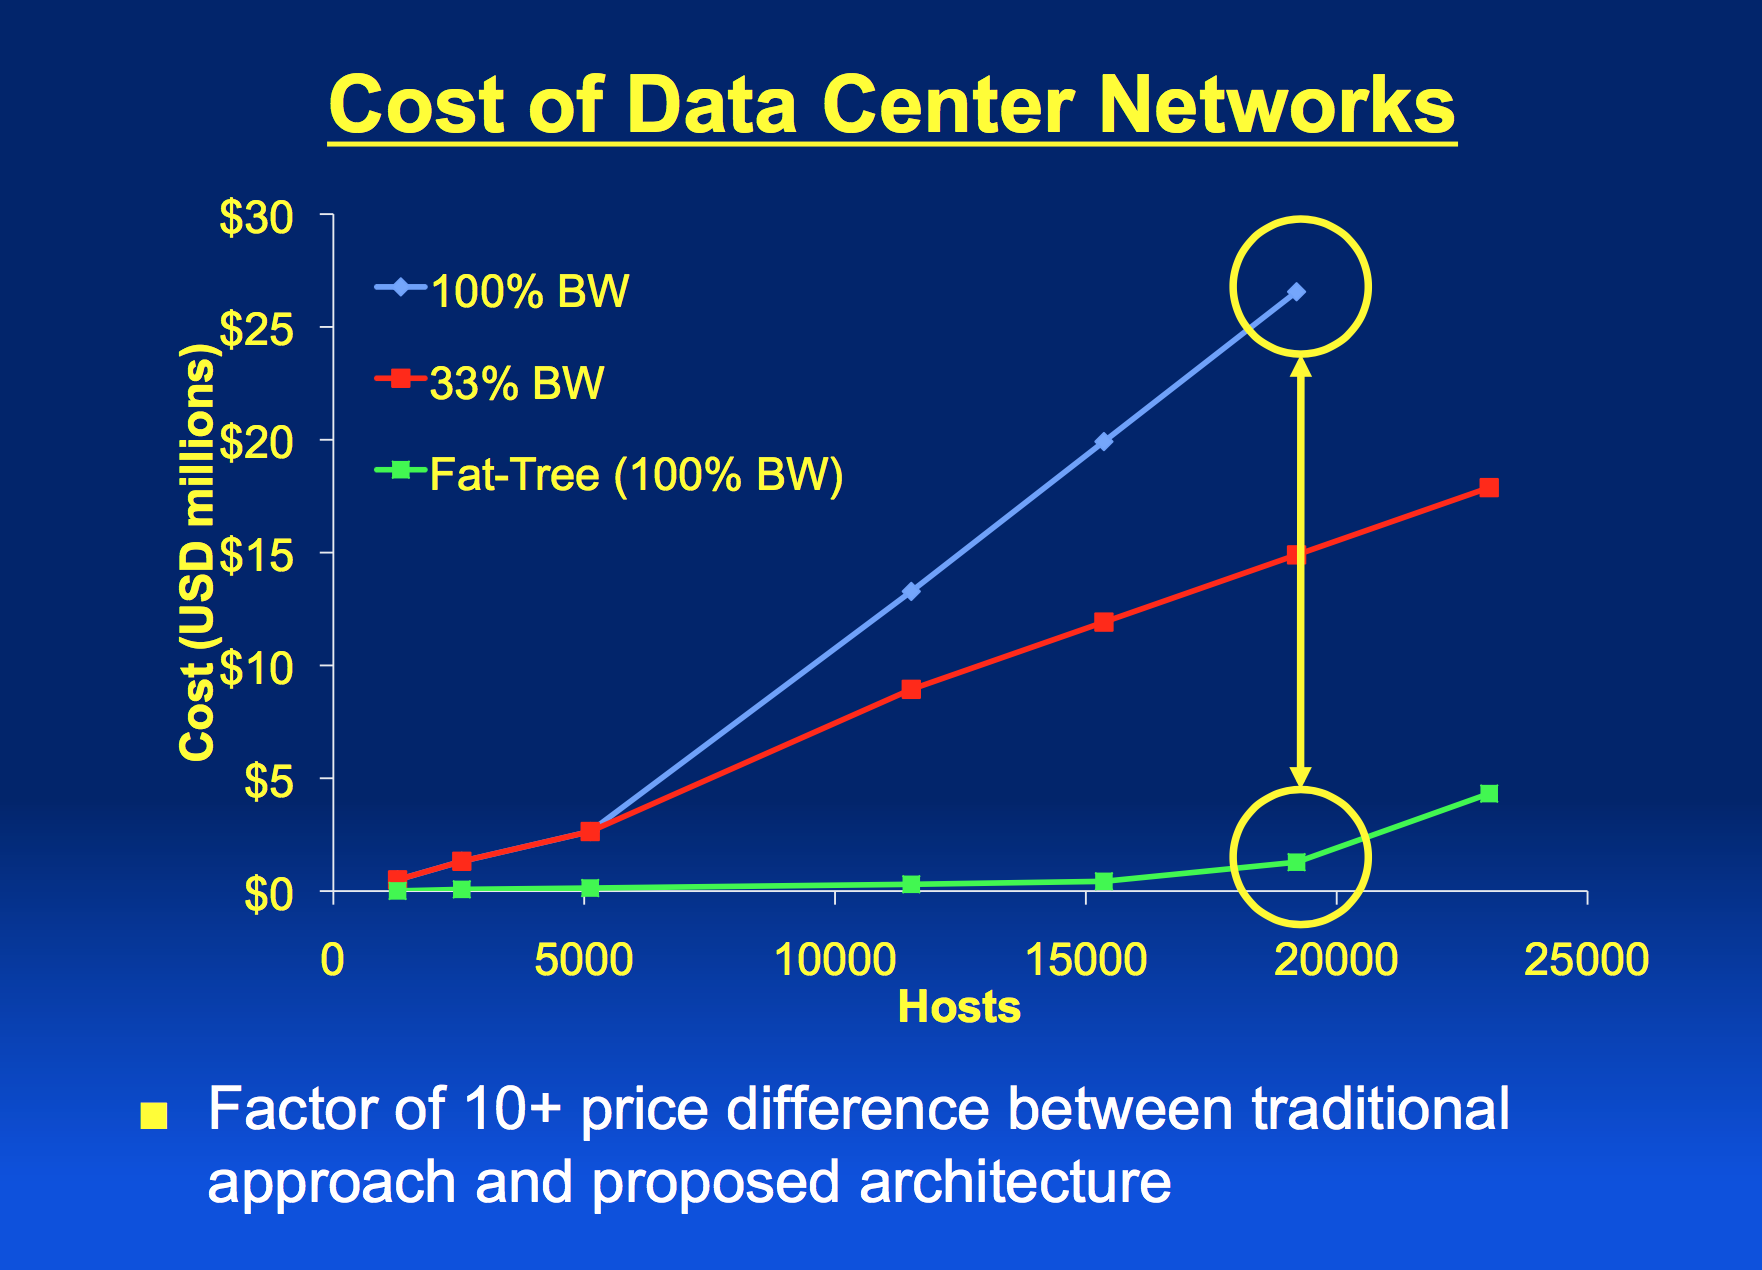 Cost of Data Center Networks
$30
$25
$20
$15
$10
$5
$0
Cost (USD millions)
100% BW
33% BW
Fat-Tree (100% BW)
0 5000 10000 15000 20000 25000
Hosts
Factor of 10+ price difference between traditional
approach and proposed architecture